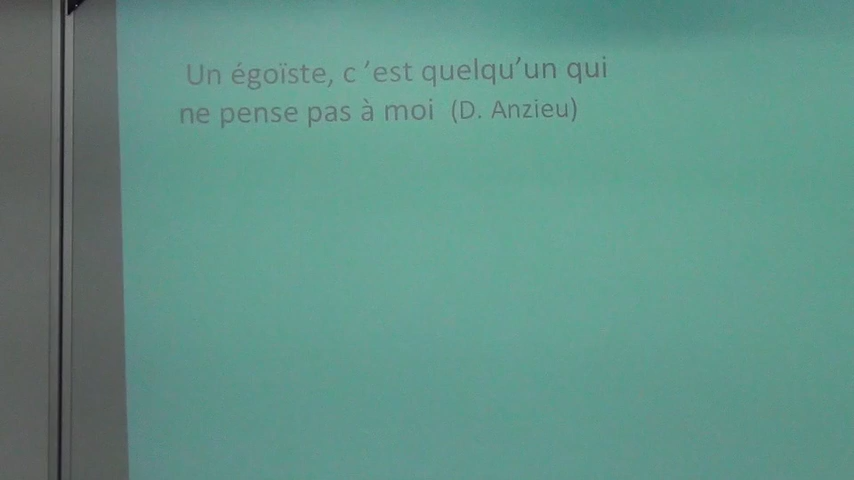 Un égoïste, c ’est quelqu’un qui
ne pense pas à moi (D. Anzieu)